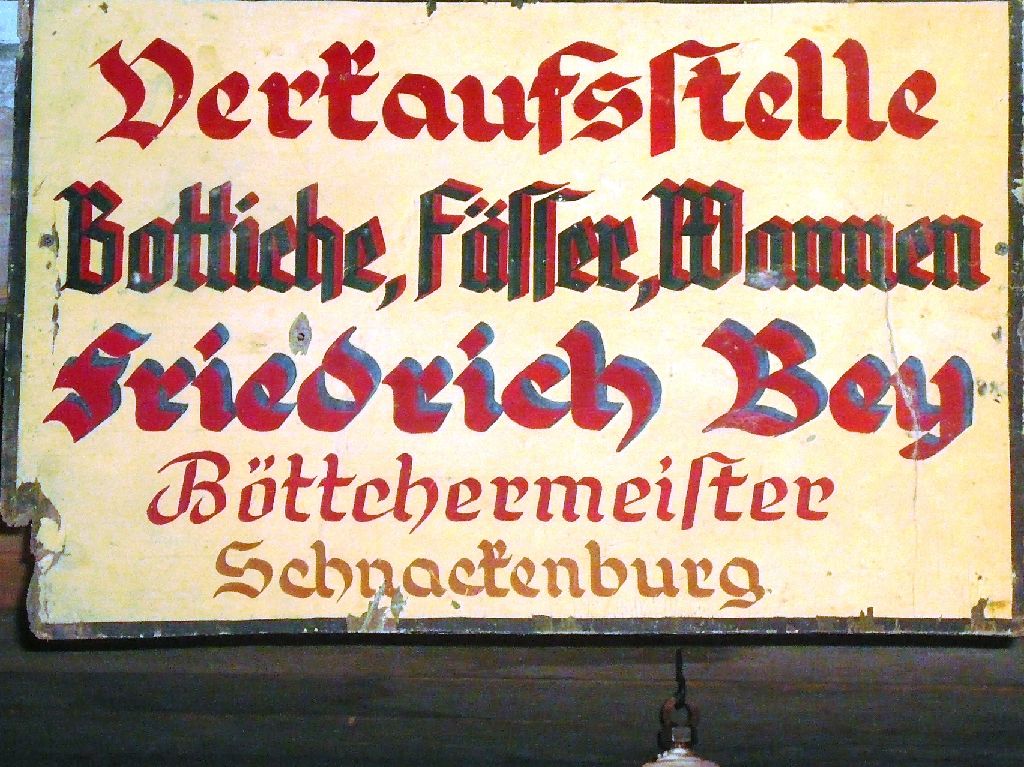 Verkaufsſtelle
Bottiche, Fäſſer, Wannen
Friedrich Bey
Böttchermeiſter
Schnackenburg